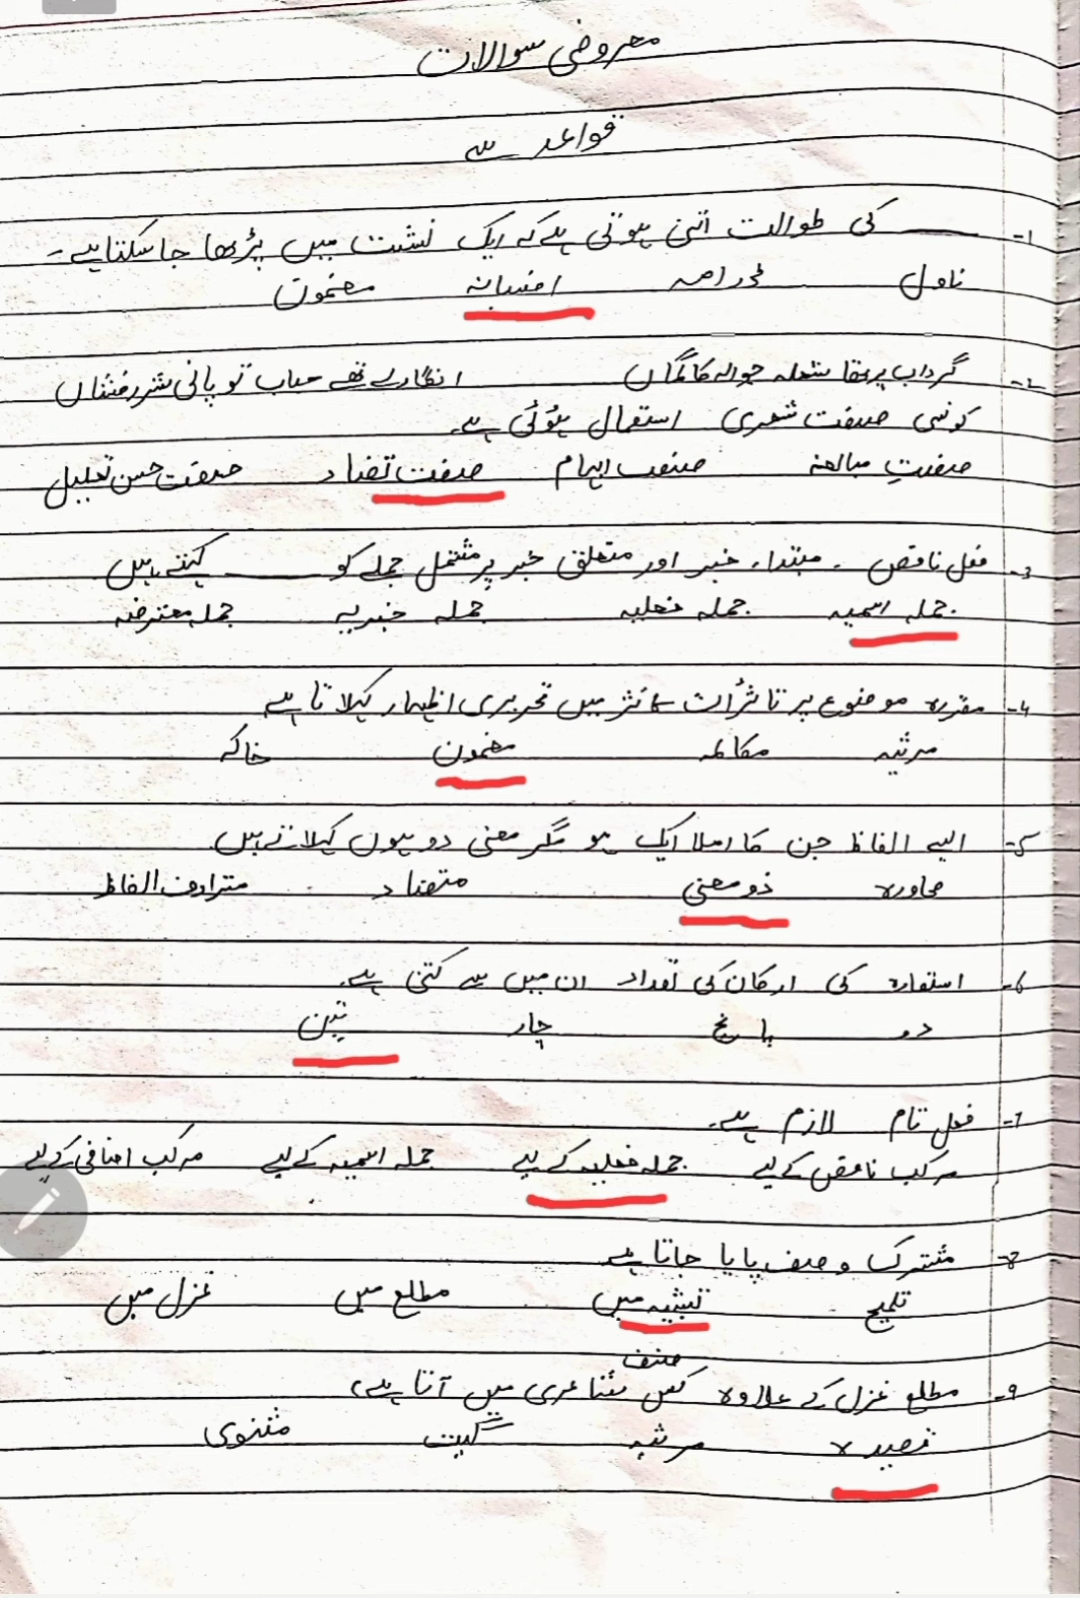 معروضی سوالات
قواعد سے
1- ــــــــ کی طوالت اتنی ہوتی ہے کہ ایک نشست میں پڑھا جا سکتا ہے۔
ناول ڈرامہ افسانہ مضمون
2- گرداب پر تھا شعلہ جوالہ کا گماں انگارے تھے حباب تو پانی شرر فشاں
کونسی صنعت شعری استعمال ہوئی ہے۔
صنعتِ مبالغہ صنعت ایہام صنعت تضاد صنعت حسن تعلیل
3- فعل ناقص ۔ مبتداء، خبر اور متعلق خبر پر مشتمل جملے کو ــــــــ کہتے ہیں
جملہ اسمیہ جملہ فعلیہ جملہ خبریہ جملہ معترضہ
4- مقررہ موضوع پر تاثرات کا نثر میں تحریری اظہار کہلاتا ہے
مرثیہ مکالمہ مضمون خاکہ
5- ایسے الفاظ جن کا املا ایک ہو مگر معنی دو ہوں کہلاتے ہیں۔
محاورہ ذو معنی متضاد مترادف الفاظ
6- استعارہ کی ارکان کی تعداد ان میں سے کتنی ہے۔
دو پانچ چار تین
7- فعل تام لازم ہے۔
مرکب ناقص کے لیے جملہ فعلیہ کے لیے جملہ اسمیہ کے لیے مرکب اضافی کے لیے
8- مشترک وصف پایا جاتا ہے
تلمیح تشبیہ میں مطلع میں غزل میں
صنف
9- مطلع غزل کے علاوہ کس شاعری میں آتا ہے،
قصیدہ مرثیہ گیت مثنوی